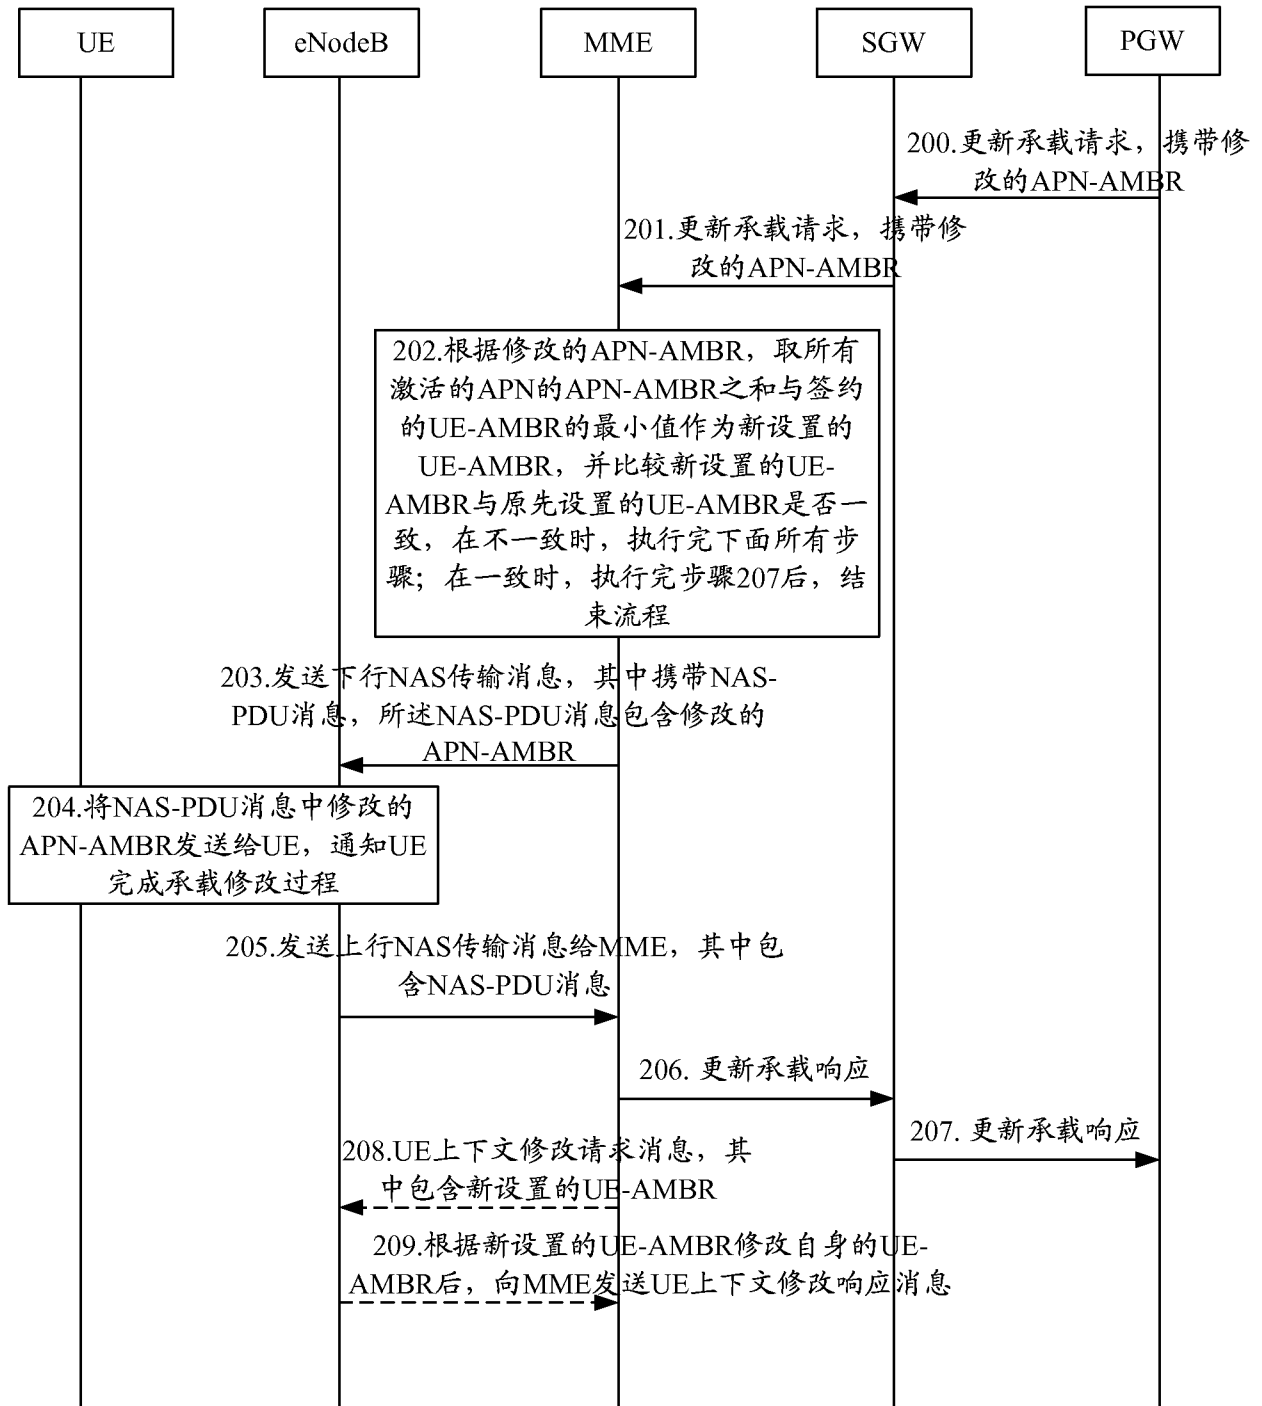 UE
eNodeB
MME
SGW
PGW
200.更新承载请求，携带修
改的APN-AMBR
201.更新承载请求，携带修
改的APN-AMBR
202.根据修改的APN-AMBR，取所有
激活的APN的APN-AMBR之和与签约
的UE-AMBR的最小值作为新设置的
UE-AMBR，并比较新设置的UE-
AMBR与原先设置的UE-AMBR是否一
致，在不一致时，执行完下面所有步
骤；在一致时，执行完步骤207后，结
束流程
203.发送下行NAS传输消息，其中携带NAS-
PDU消息，所述NAS-PDU消息包含修改的
APN-AMBR
204.将NAS-PDU消息中修改的
APN-AMBR发送给UE，通知UE
完成承载修改过程
205.发送上行NAS传输消息给MME，其中包
含NAS-PDU消息
206. 更新承载响应
207. 更新承载响应
208.UE上下文修改请求消息，其
中包含新设置的UE-AMBR
209.根据新设置的UE-AMBR修改自身的UE-
AMBR后，向MME发送UE上下文修改响应消息